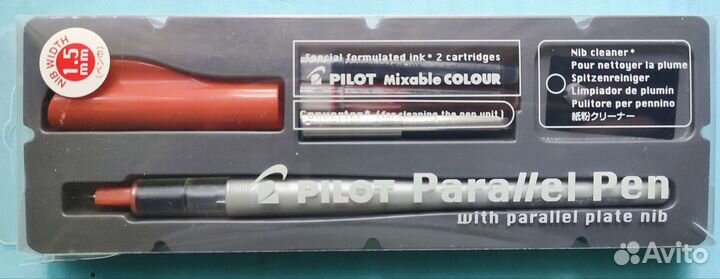 NIB WIDTH
1.5
mm
NIB WIDTH
Special formulated ink* 2 cartridges
PILOT Mixable COLOUR
Converter* (for cleaning the pen unit)
Nib cleaner*
Pour nettoyer la plume
Spitzenreiniger
Limpiador de plumín
Pulitore per pennino
紙粉クリーナー
PILOT Parallel Pen
with parallel plate nib
Avito